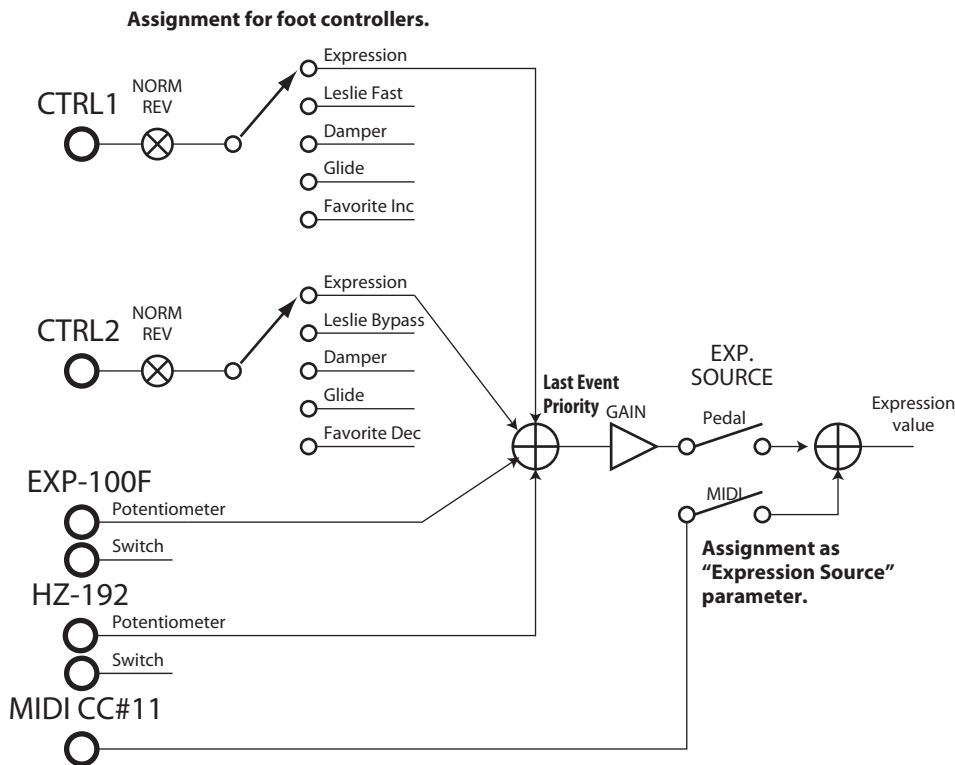 Assignment for foot controllers.
CTRL1
NORM
REV
Expression
Leslie Fast
Damper
Glide
Favorite Inc
CTRL2
NORM
REV
Expression
Leslie Bypass
Damper
Glide
Favorite Dec
Last Event
Priority
GAIN
EXP.
SOURCE
Pedal
Expression
value
MIDI
Assignment as
“Expression Source”
parameter.
EXP-100F
Potentiometer
Switch
HZ-192
Potentiometer
Switch
MIDI CC#11